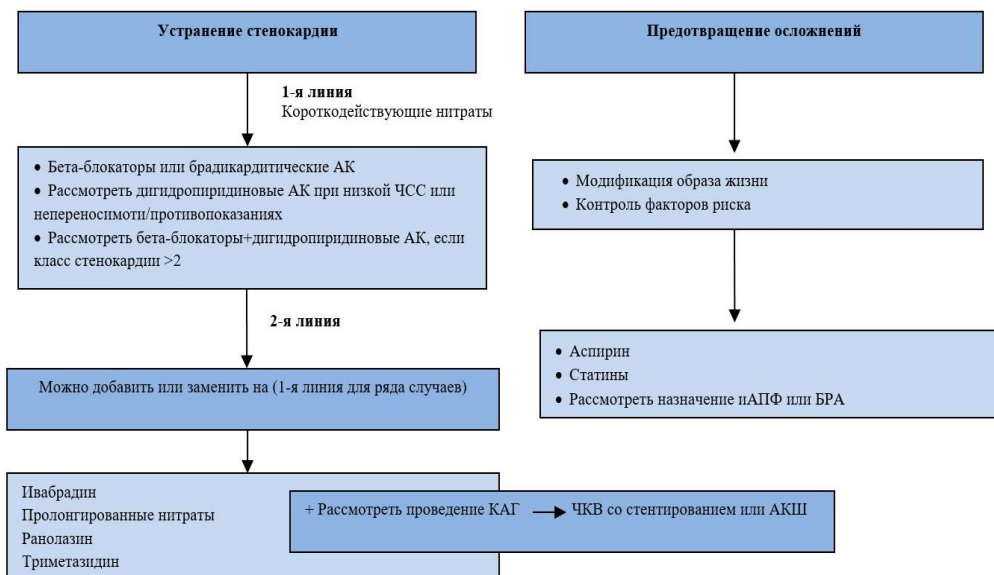 Устранение стенокардии
1-я линия
Короткодействующие нитраты
• Бета-блокаторы или брадикардитические АК
• Рассмотреть дигидропиридиновые АК при низкой ЧСС или
непереносимоти/противопоказаниях
• Рассмотреть бета-блокаторы+дигидропиридиновые АК, если
класс стенокардии >2
2-я линия
Можно добавить или заменить на (1-я линия для ряда случаев)
Ивабрадин
Пролонгированные нитраты
Ранолазин
Триметазидин
+ Рассмотреть проведение КАГ → ЧКВ со стентированием или АКШ
Предотвращение осложнений
• Модификация образа жизни
• Контроль факторов риска
• Аспирин
• Статины
• Рассмотреть назначение иАПФ или БРА